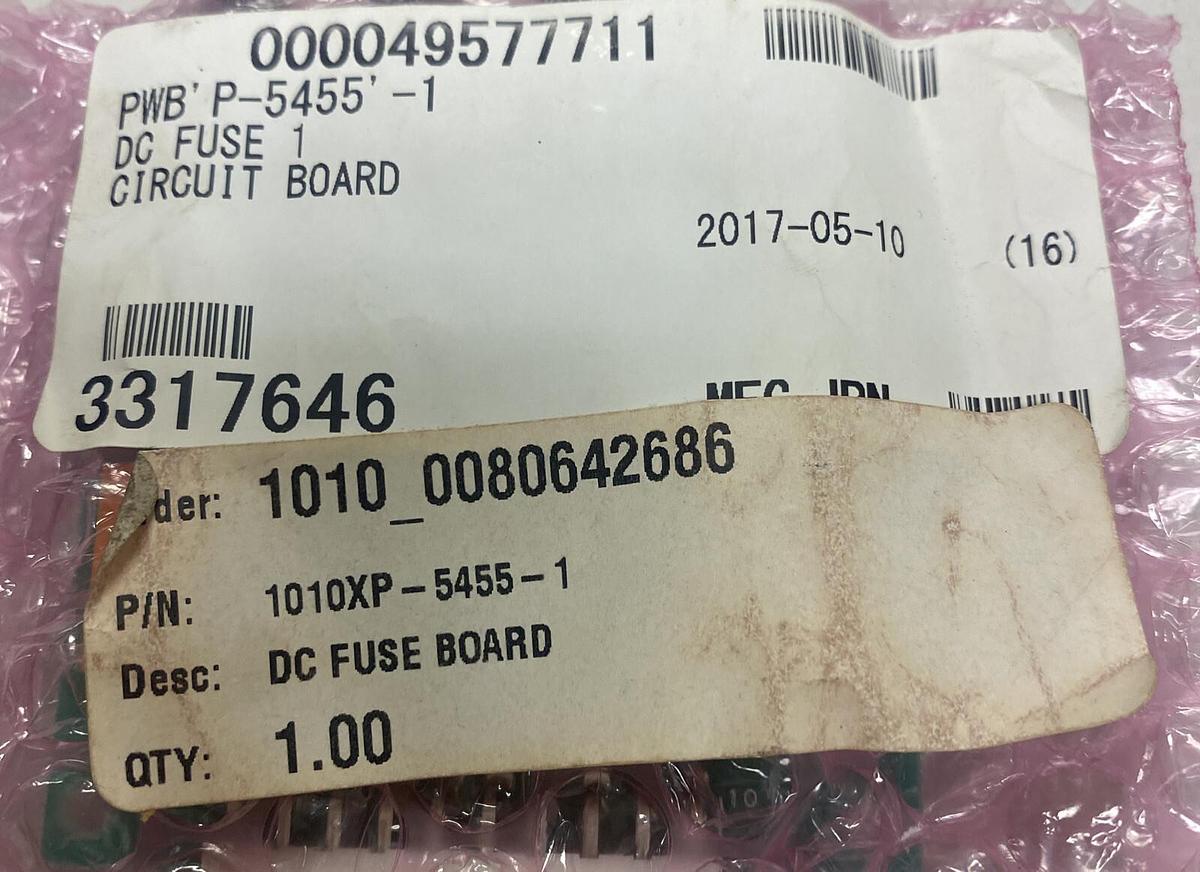 000049577711
PWB' P-5455' -1
DC FUSE 1
CIRCUIT BOARD
2017-05-10 (16)
3317646
der: 1010_0080642686
P/N: 1010XP-5455-1
Desc: DC FUSE BOARD
QTY: 1.00
10